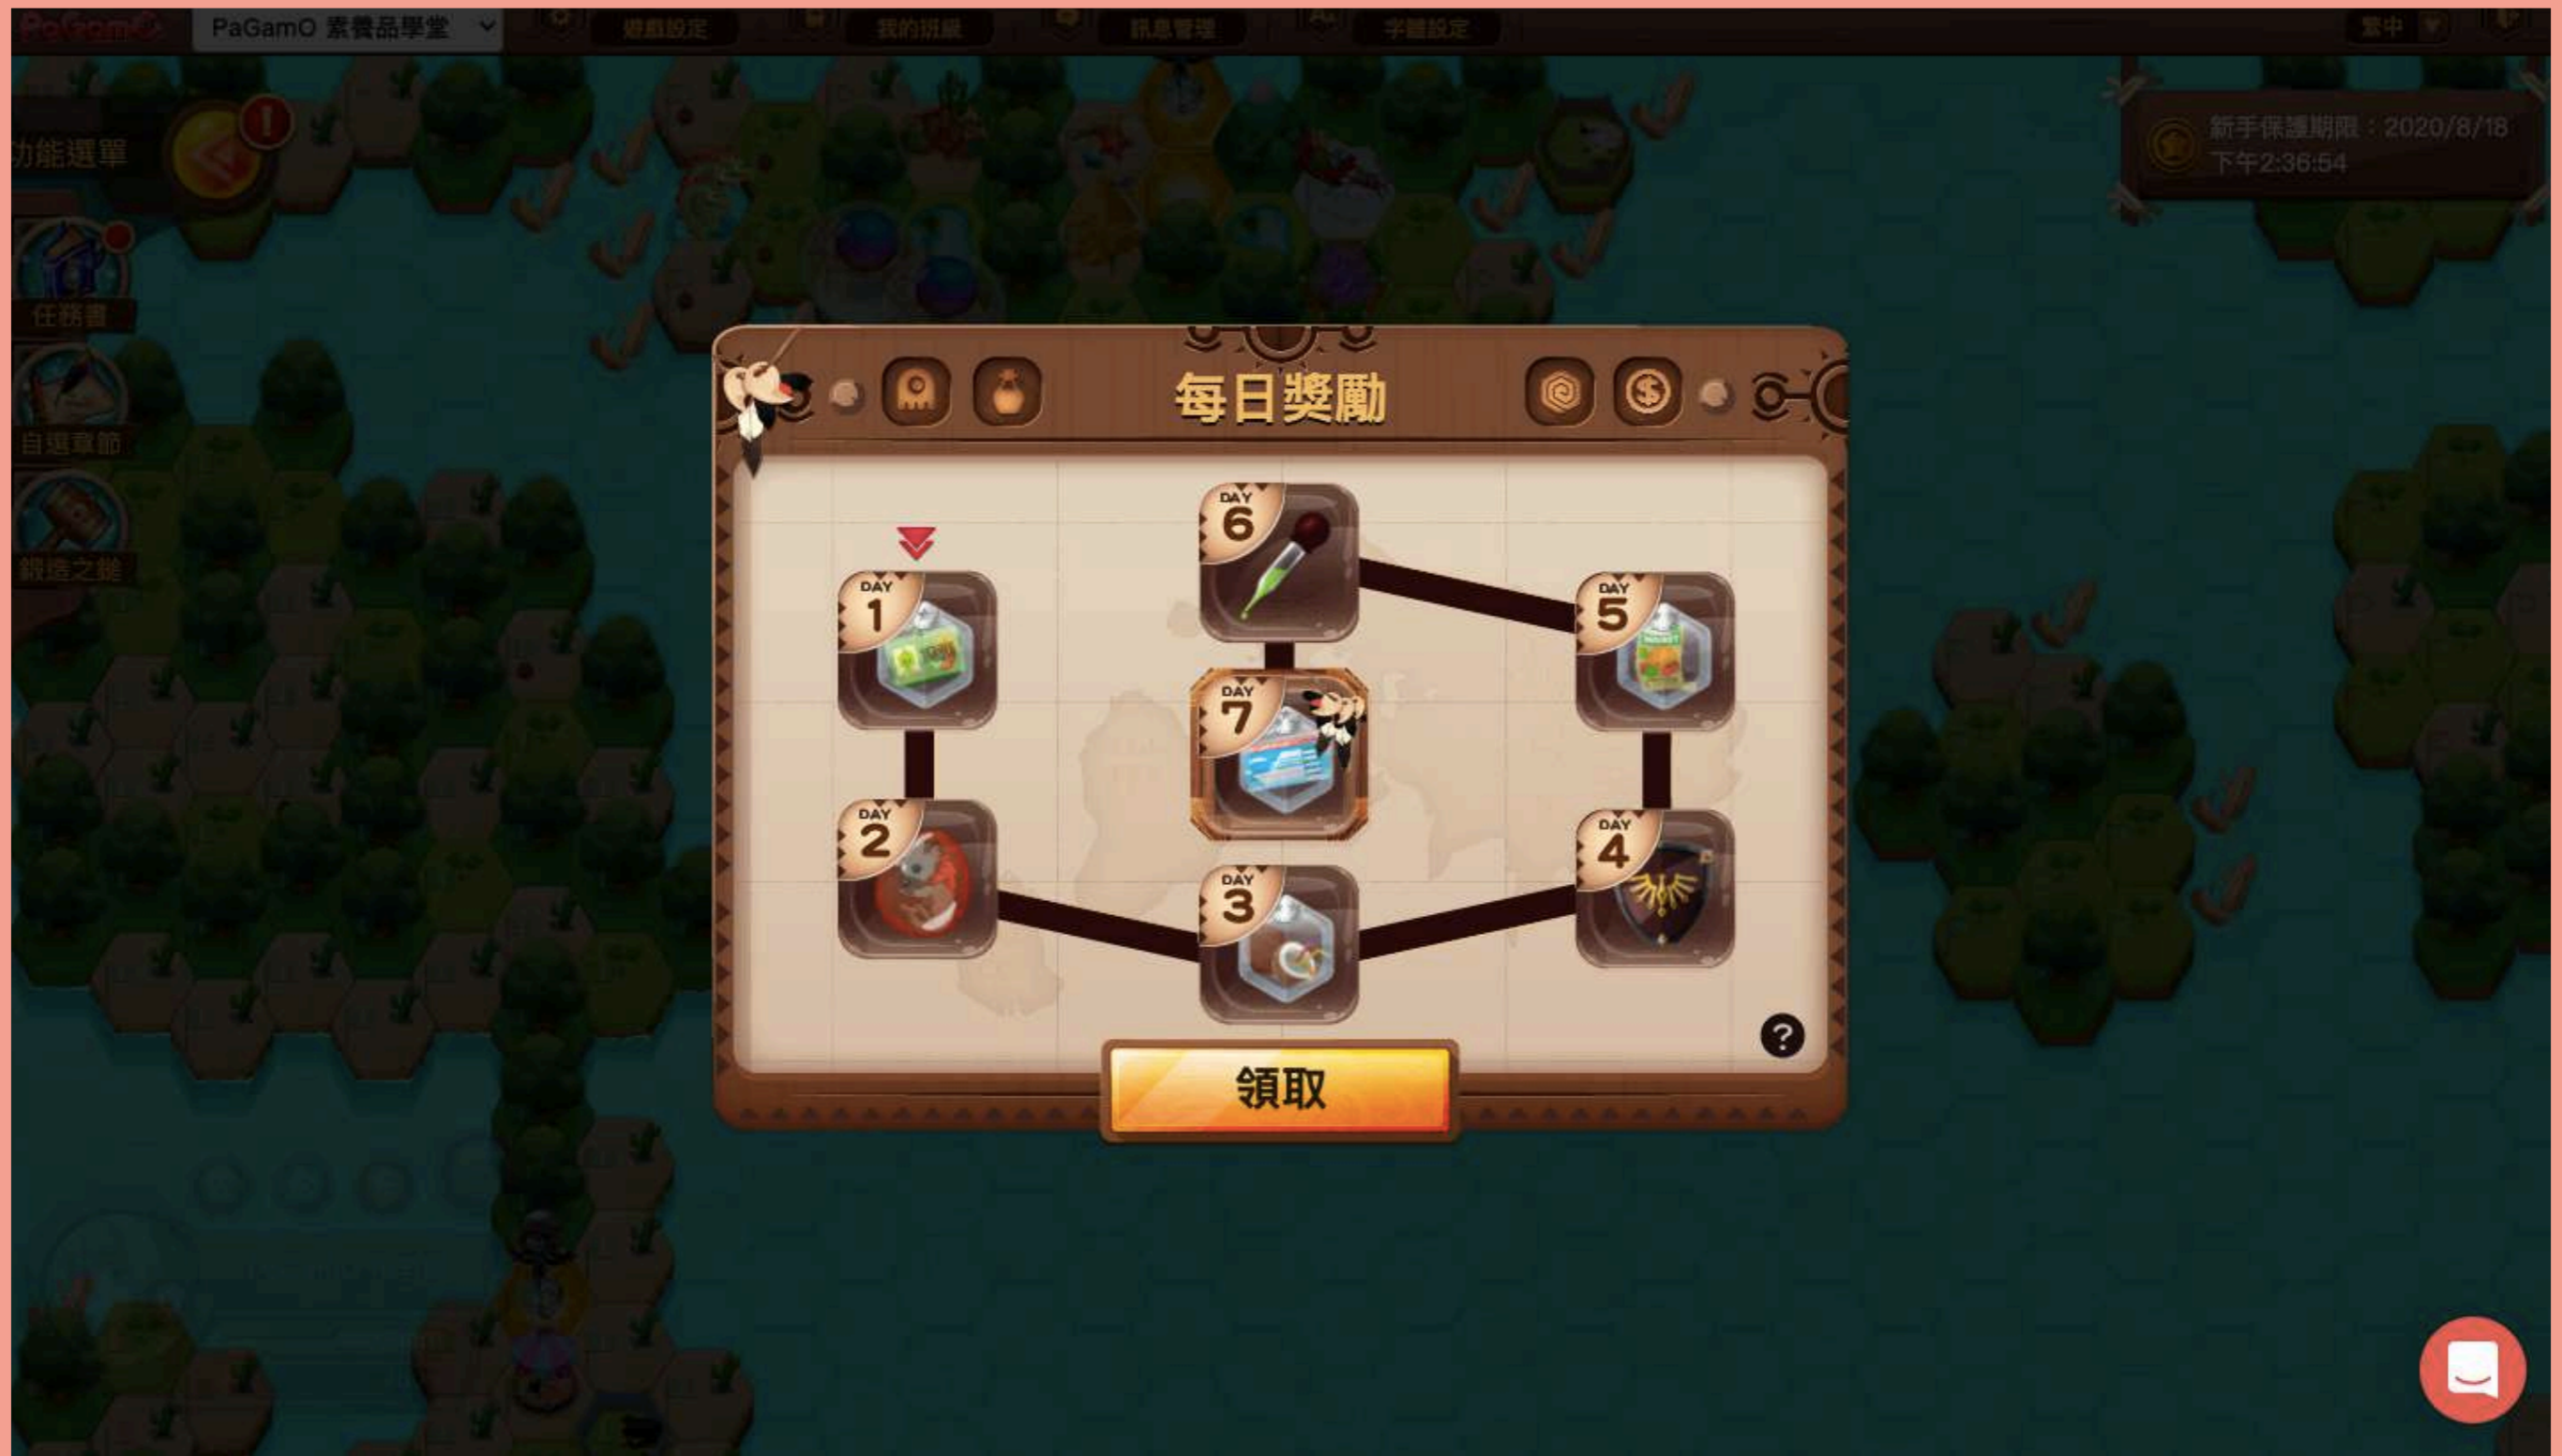 PaGamO
PaGamO 素養品學堂
遊戲設定
我的班級
訊息管理
字體設定
繁中
功能選單
新手保護期限：2020/8/18
下午2:36:54
任務書
自選章節
鍛造之鎚
每日獎勵
DAY
6
DAY
1
DAY
5
DAY
7
DAY
2
DAY
4
DAY
3
?
領取